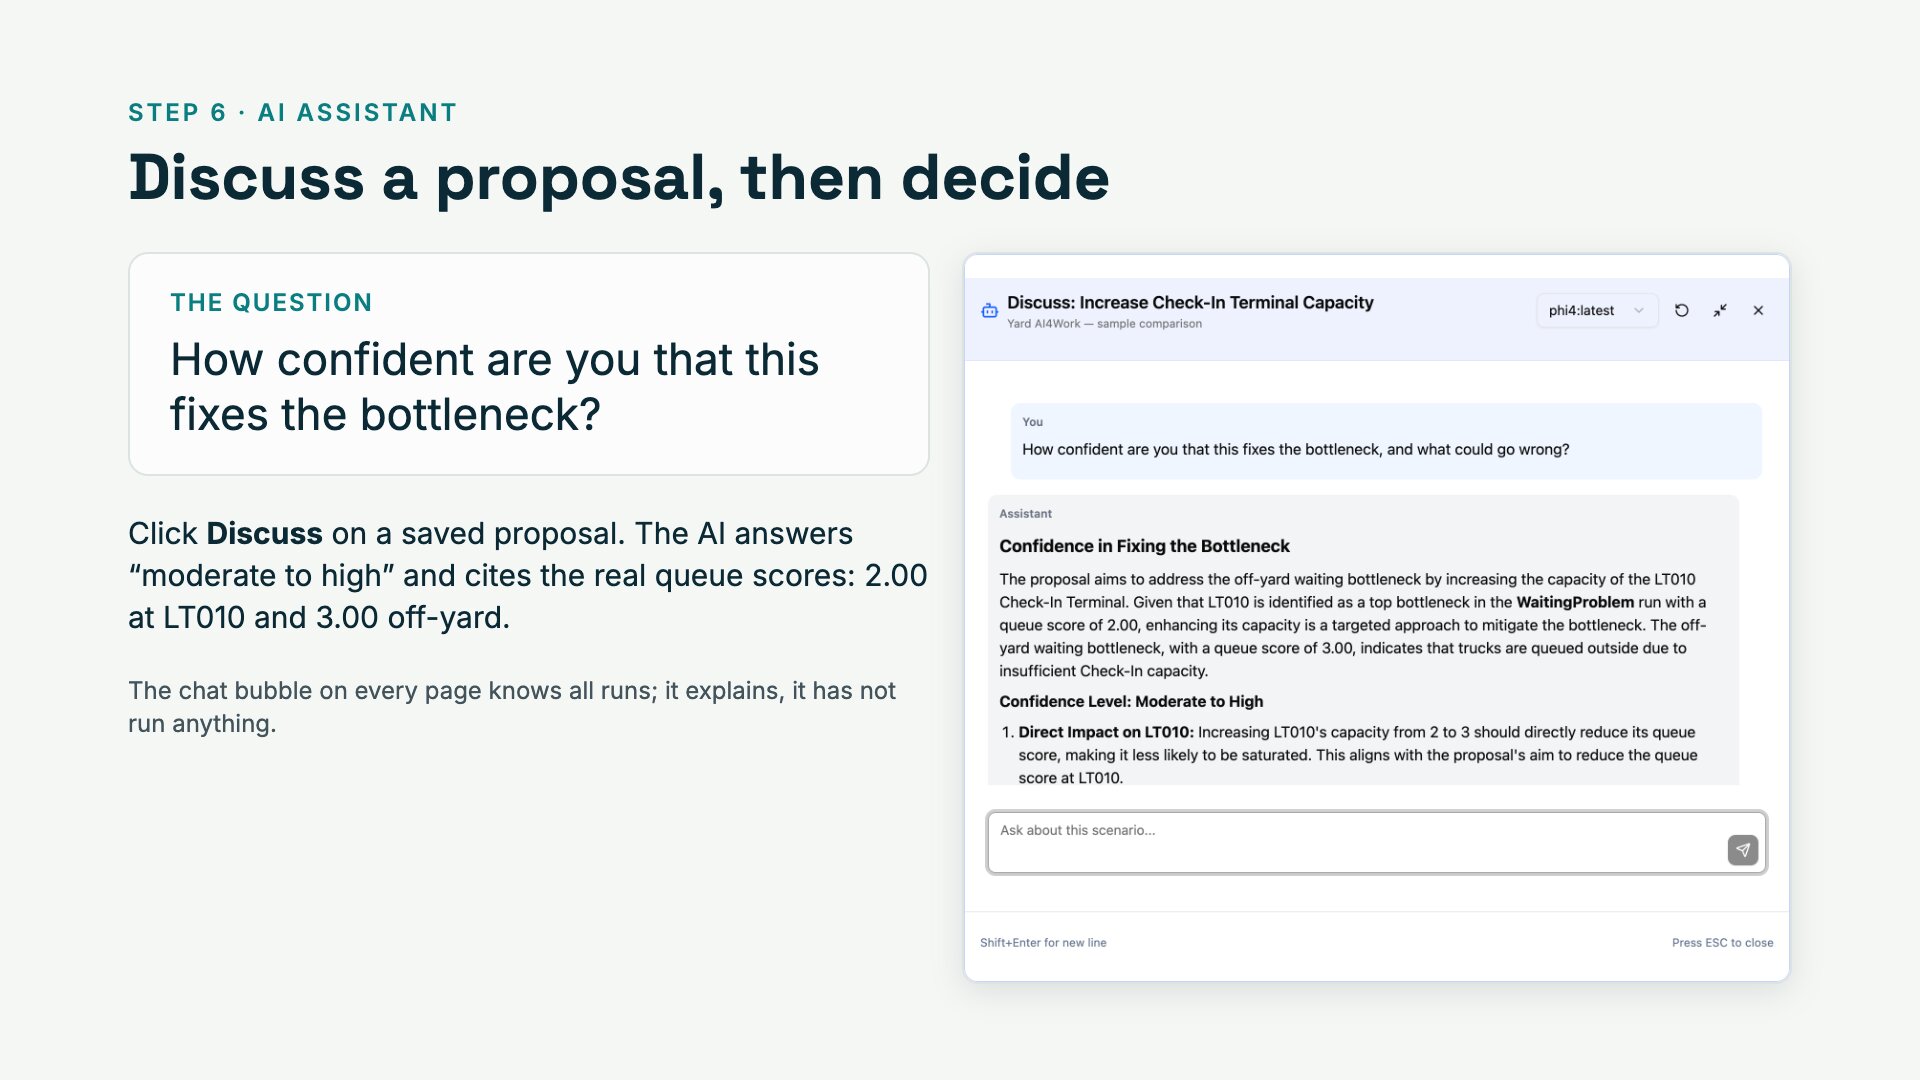 STEP 6 · AI ASSISTANT
Discuss a proposal, then decide
THE QUESTION
How confident are you that this
fixes the bottleneck?
Click Discuss on a saved proposal. The AI answers
“moderate to high” and cites the real queue scores: 2.00
at LT010 and 3.00 off-yard.
The chat bubble on every page knows all runs; it explains, it has not
run anything.
Discuss: Increase Check-In Terminal Capacity
Yard AI4Work — sample comparison
phi4:latest
You
How confident are you that this fixes the bottleneck, and what could go wrong?
Assistant
Confidence in Fixing the Bottleneck
The proposal aims to address the off-yard waiting bottleneck by increasing the capacity of the LT010
Check-In Terminal. Given that LT010 is identified as a top bottleneck in the WaitingProblem run with a
queue score of 2.00, enhancing its capacity is a targeted approach to mitigate the bottleneck. The off-
yard waiting bottleneck, with a queue score of 3.00, indicates that trucks are queued outside due to
insufficient Check-In capacity.
Confidence Level: Moderate to High
1. Direct Impact on LT010: Increasing LT010's capacity from 2 to 3 should directly reduce its queue
score, making it less likely to be saturated. This aligns with the proposal's aim to reduce the queue
score at LT010.
Ask about this scenario...
Shift+Enter for new line
Press ESC to close